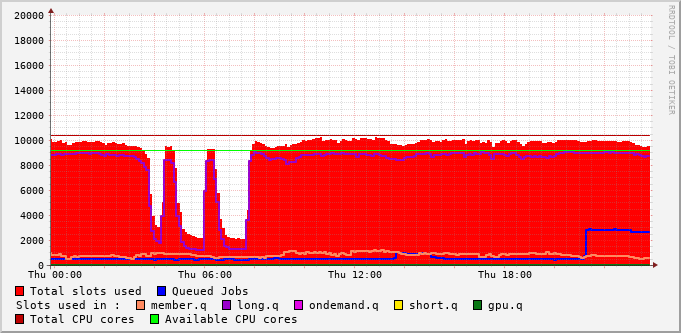 20000
18000
16000
14000
12000
10000
8000
6000
4000
2000
0
Thu 00:00 Thu 06:00 Thu 12:00 Thu 18:00
Total slots used Queued Jobs
Slots used in : member.q long.q ondemand.q short.q gpu.q
Total CPU cores Available CPU cores
RRDTOOL / TOBI OETIKER